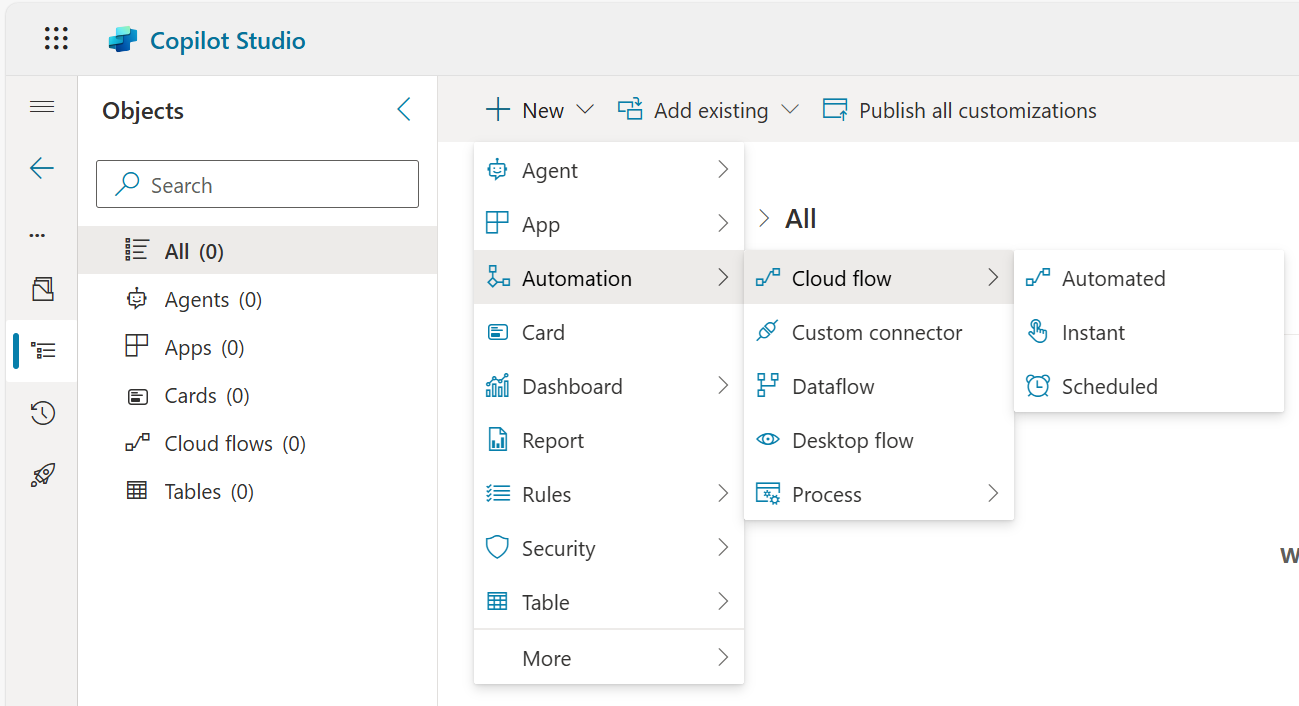 Copilot Studio
Objects
Search
All (0)
Agents (0)
Apps (0)
Cards (0)
Cloud flows (0)
Tables (0)
New
Add existing
Publish all customizations
All
Agent
App
Automation
Card
Dashboard
Report
Rules
Security
Table
More
Cloud flow
Custom connector
Dataflow
Desktop flow
Process
Automated
Instant
Scheduled